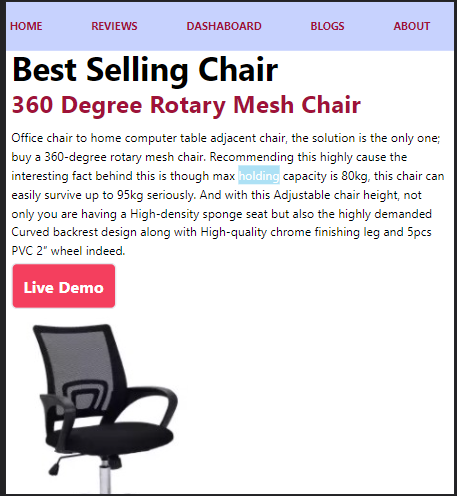 HOME REVIEWS DASHABOARD BLOGS ABOUT
Best Selling Chair
360 Degree Rotary Mesh Chair
Office chair to home computer table adjacent chair, the solution is the only one;
buy a 360-degree rotary mesh chair. Recommending this highly cause the
interesting fact behind this is though max holding capacity is 80kg, this chair can
easily survive up to 95kg seriously. And with this Adjustable chair height, not
only you are having a High-density sponge seat but also the highly demanded
Curved backrest design along with High-quality chrome finishing leg and 5pcs
PVC 2” wheel indeed.
Live Demo